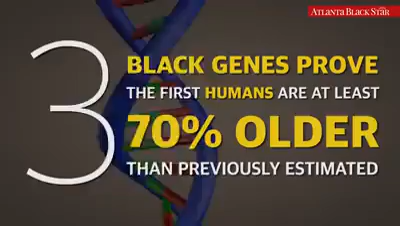 ATLANTA BLACK STAR
3
BLACK GENES PROVE
THE FIRST HUMANS ARE AT LEAST
70% OLDER
THAN PREVIOUSLY ESTIMATED